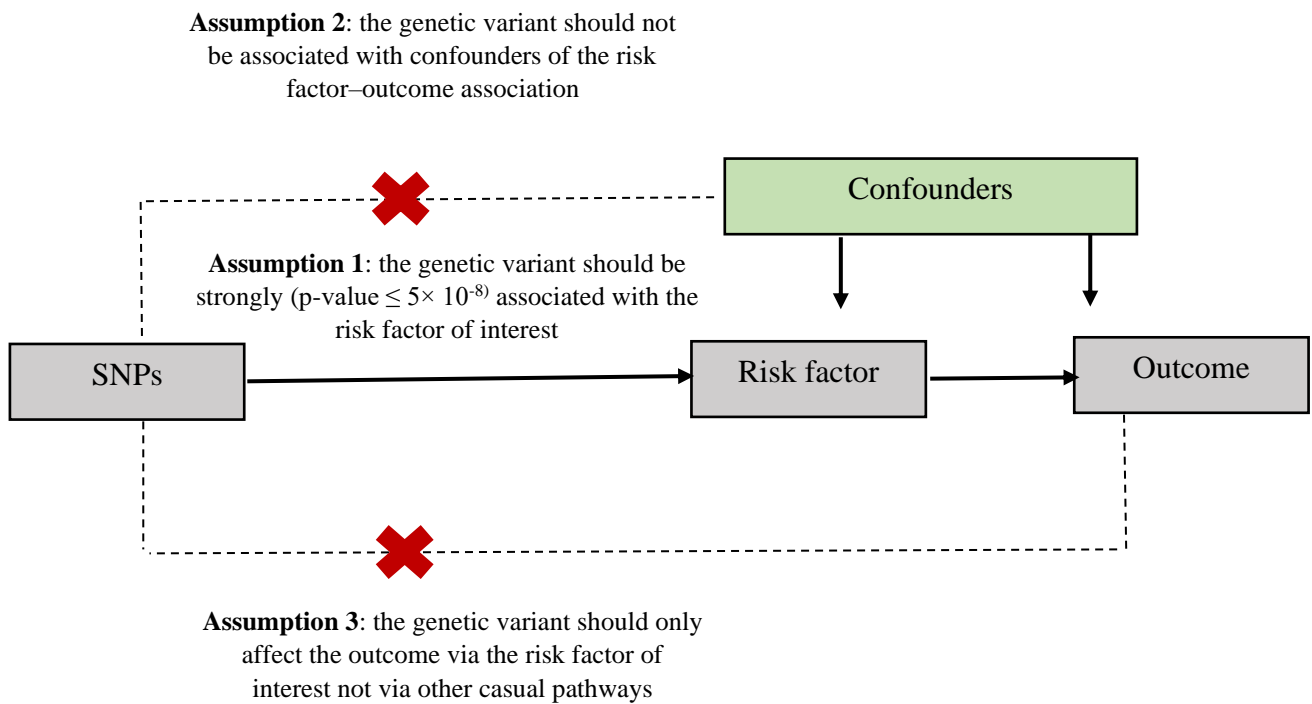 Assumption 2: the genetic variant should not
be associated with confounders of the risk
factor–outcome association
Confounders
Assumption 1: the genetic variant should be
strongly (p-value ≤ 5× 10-8) associated with the
risk factor of interest
SNPs
Risk factor
Outcome
Assumption 3: the genetic variant should only
affect the outcome via the risk factor of
interest not via other casual pathways